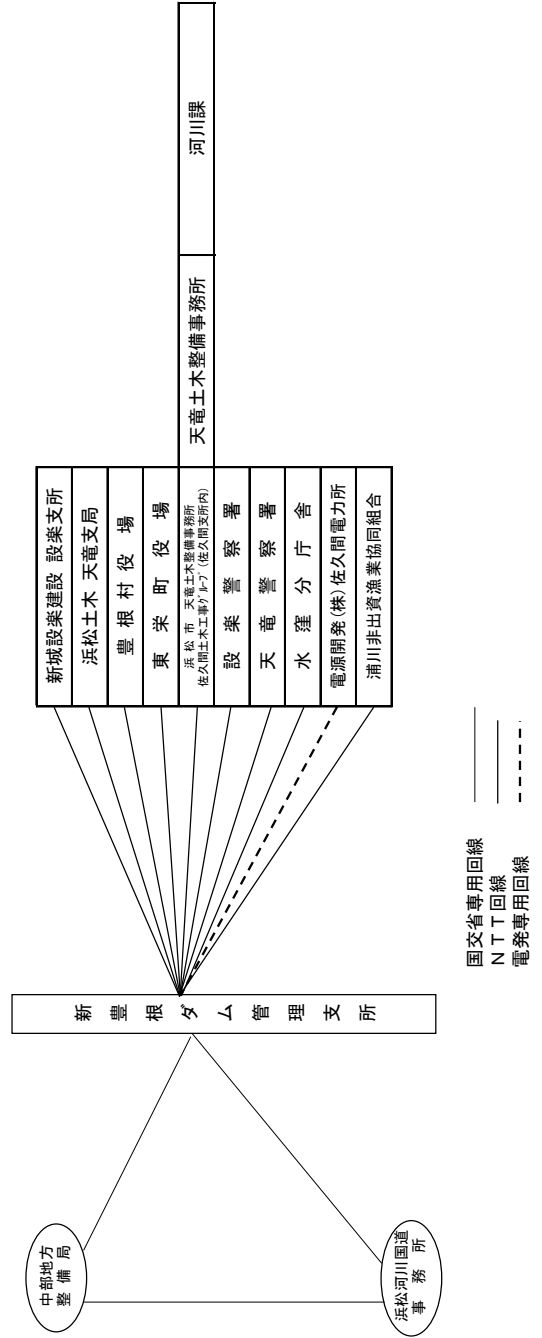 中部地方
整備局
浜松河川国道
事務所
新豊根ダム管理支所
新城設楽建設 設楽支所
浜松土木 天竜支局
豊根村役場
東栄町役場
浜松市 天竜土木整備事務所
佐久間土木工事ｸﾞﾙｰﾌﾟ(佐久間支所内)
天竜土木整備事務所
河川課
設楽警察署
天竜警察署
水窪分庁舎
電源開発(株)佐久間電力所
浦川非出資漁業協同組合
国交省専用回線
ＮＴＴ回線
電発専用回線